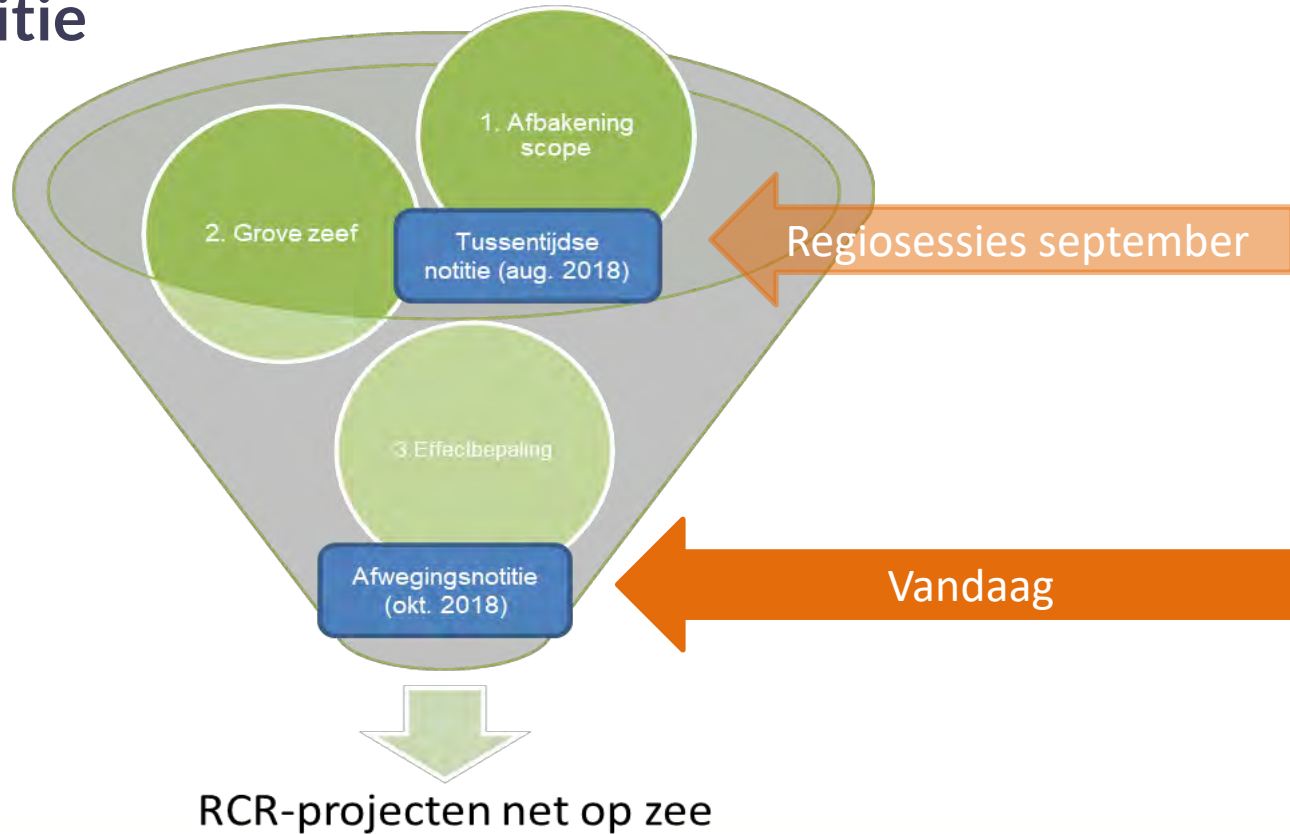 itie
1. Afbakening
scope
2. Grove zeef
Tussentijdse
notitie (aug. 2018)
Regiosessies september
3.Effectbepaling
Afwegingsnotitie
(okt. 2018)
Vandaag
RCR-projecten net op zee